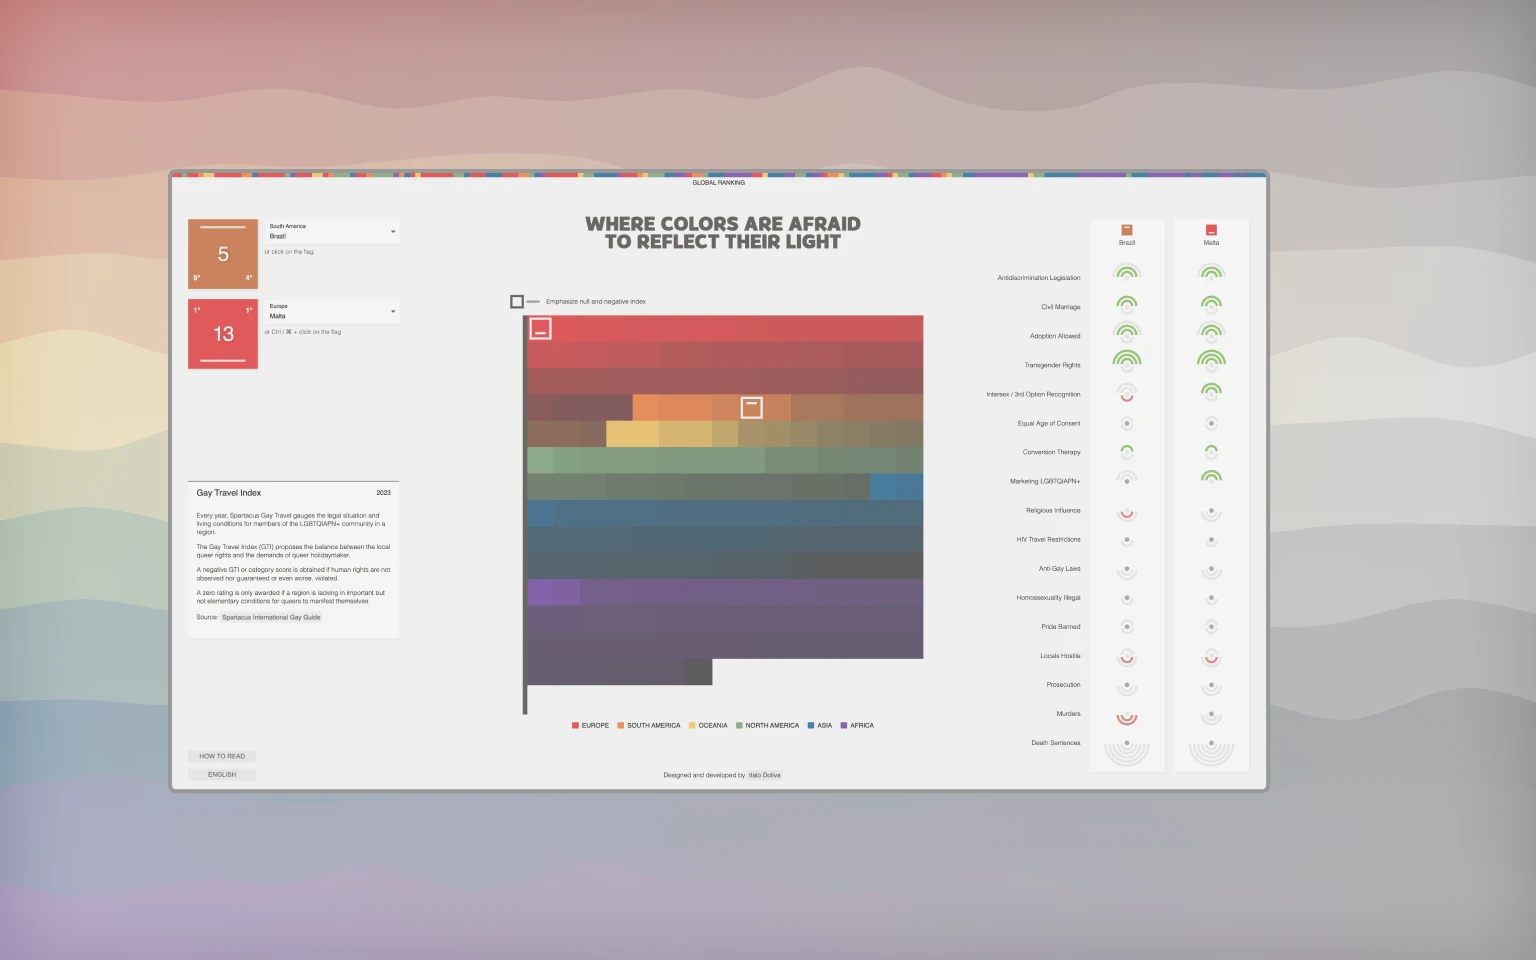 GLOBAL RANKING
WHERE COLORS ARE AFRAID
TO REFLECT THEIR LIGHT
5
9°
4°
South America
Brazil
or click on the flag
1°
1°
13
Europe
Malta
or Ctrl / ⌘ + click on the flag
Gay Travel Index
2023
Every year, Spartacus Gay Travel gauges the legal situation and
living conditions for members of the LGBTQIAPN+ community in a
region.
The Gay Travel Index (GTI) proposes the balance between the local
queer rights and the demands of queer holidaymaker.
A negative GTI or category score is obtained if human rights are not
observed nor guaranteed or even worse, violated.
A zero rating is only awarded if a region is lacking in important but
not elementary conditions for queers to manifest themselves.
Source: Spartacus International Gay Guide
HOW TO READ
ENGLISH
Emphasize null and negative index
EUROPE
SOUTH AMERICA
OCEANIA
NORTH AMERICA
ASIA
AFRICA
Designed and developed by Italo Doliva
Brazil
Malta
Antidiscrimination Legislation
Civil Marriage
Adoption Allowed
Transgender Rights
Intersex / 3rd Option Recognition
Equal Age of Consent
Conversion Therapy
Marketing LGBTQIAPN+
Religious Influence
HIV Travel Restrictions
Anti-Gay Laws
Homossexuality Illegal
Pride Banned
Locals Hostile
Prosecution
Murders
Death Sentences